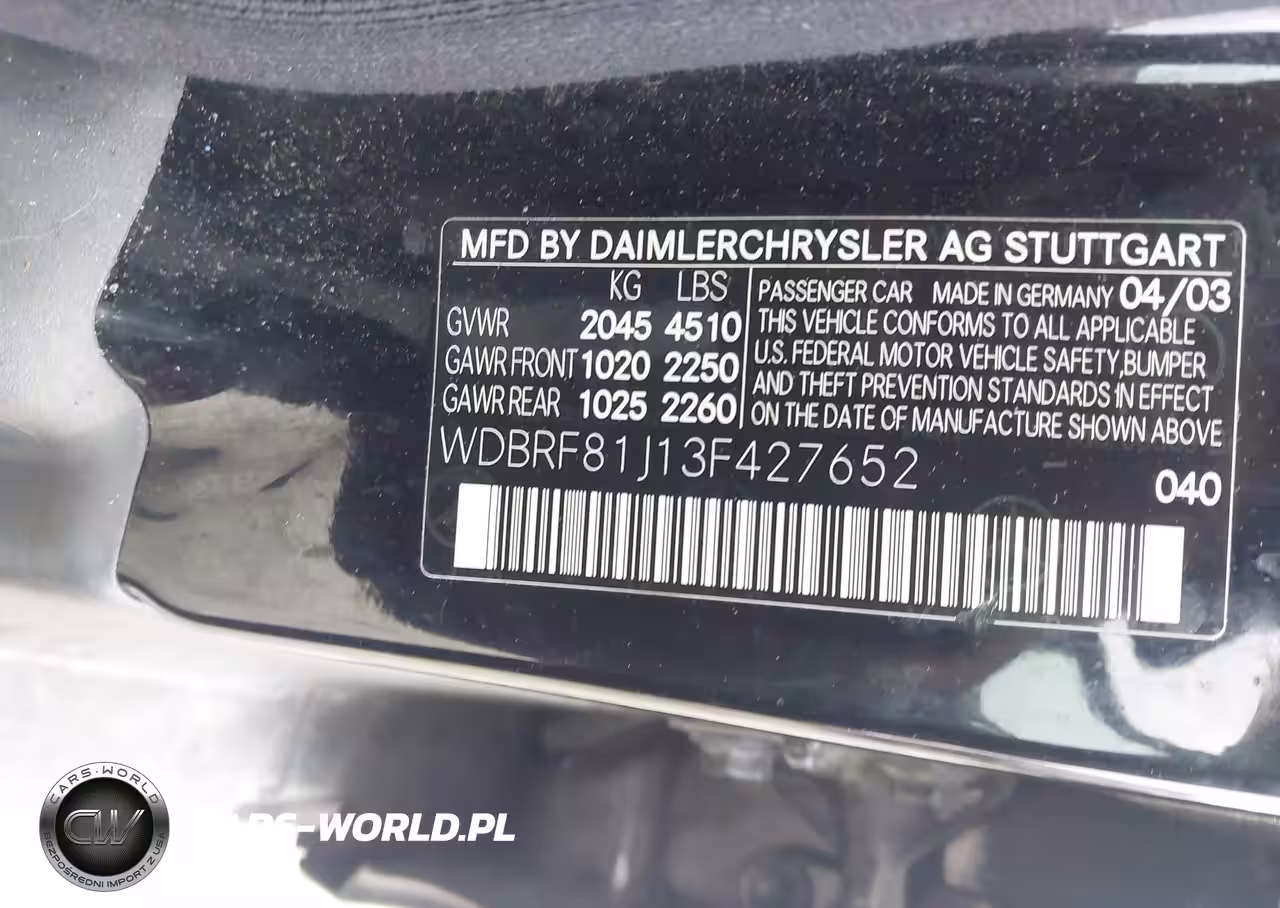 MFD BY DAIMLERCHRYSLER AG STUTTGART
KG LBS
GVWR 2045 4510
GAWR FRONT 1020 2250
GAWR REAR 1025 2260
PASSENGER CAR MADE IN GERMANY 04/03
THIS VEHICLE CONFORMS TO ALL APPLICABLE
U.S. FEDERAL MOTOR VEHICLE SAFETY,BUMPER
AND THEFT PREVENTION STANDARDS IN EFFECT
ON THE DATE OF MANUFACTURE SHOWN ABOVE
WDBRF81J13F427652
040
CARS-WORLD
CW
BEZPOŚREDNI IMPORT Z USA
CARS-WORLD.PL